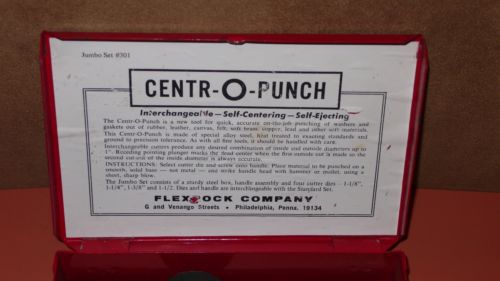 Jumbo Set #301
CENTR-O-PUNCH
Interchangeable—Self-Centering—Self-Ejecting
The Centr-O-Punch is a new tool for quick, accurate on-the-job punching of washers and
gaskets out of rubber, leather, canvas, felt, soft brass, copper, lead and other soft materials.
This Centr-O-Punch is made of special alloy steel, heat treated to exacting standards and
ground to precision tolerance. As with all fine tools, it should be handled with care.
Interchangeable cutters produce any desired combination of inside and outside diameters up to
1". Receding pointing plunger marks the dead center when the first outside cut is made so the
second cut-out of the inside diameter is always accurate.
INSTRUCTIONS: Select cutter die and screw onto handle. Place material to be punched on a
smooth, solid base — not metal — and strike handle head with hammer or mallet, using a
short, sharp blow.
The Jumbo Set consists of a sturdy steel box, handle assembly and four cutter dies — 1-1/8",
1-1/4", 1-3/8" and 1-1/2. Dies and handle are interchangeable with the Standard Set.
FLEX OCK COMPANY
G and Venango Streets • Philadelphia, Penna. 19134